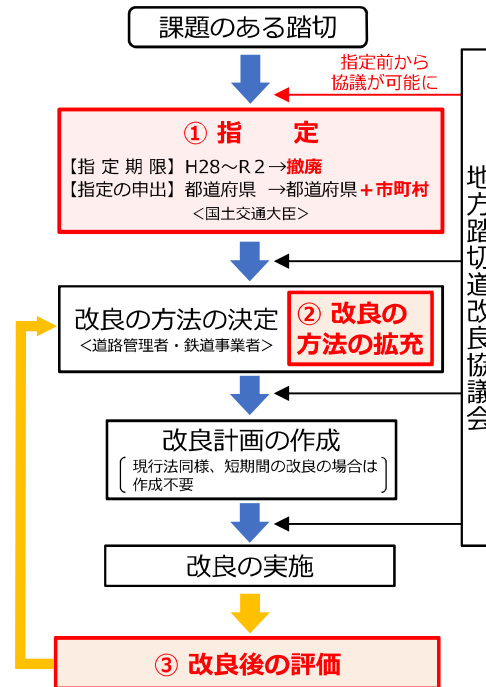 課題のある踏切
指定前から
協議が可能に
① 指　　定
【指 定 期 限】H28～R２→撤廃
【指定の申出】都道府県　→都道府県＋市町村
＜国土交通大臣＞
改良の方法の決定
＜道路管理者・鉄道事業者＞
② 改良の
方法の拡充
改良計画の作成
現行法同様、短期間の改良の場合は
作成不要
改良の実施
③ 改良後の評価
地方踏切道改良協議会